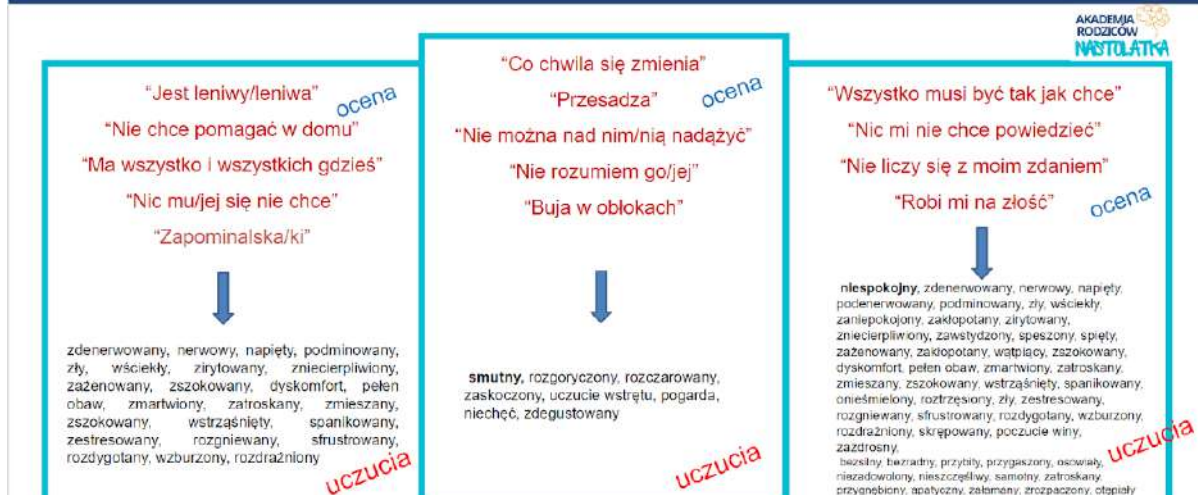 AKADEMJA
RODZICÓW
NASTOLATKA
“Jest leniwy/leniwa”
ocena
“Nie chce pomagać w domu”
“Ma wszystko i wszystkich gdzieś”
“Nic mu/jej się nie chce”
“Zapominalska/ki”
zdenerwowany, nerwowy, napięty, podminowany,
zły, wściekły, zirytowany, zniecierpliwiony,
zażenowany, zszokowany, dyskomfort, pełen
obaw, zmartwiony, zatroskany, zmieszany,
zszokowany, wstrząśnięty, spanikowany,
zestresowany, rozgniewany, sfrustrowany,
rozdygotany, wzburzony, rozdrażniony
uczucia
“Co chwila się zmienia”
“Przesadza”
ocena
“Nie można nad nim/nią nadążyć”
“Nie rozumiem go/jej”
“Buja w obłokach”
smutny, rozgoryczony, rozczarowany,
zaskoczony, uczucie wstrętu, pogarda,
niechęć, zdegustowany
uczucia
“Wszystko musi być tak jak chce”
“Nic mi nie chce powiedzieć”
“Nie liczy się z moim zdaniem”
“Robi mi na złość”
ocena
niespokojny, zdenerwowany, nerwowy, napięty,
podenerwowany, podminowany, zły, wściekły,
zaniepokojony, zakłopotany, zirytowany,
zniecierpliwiony, zawstydzony, speszony, spięty,
zażenowany, zakłopotany, wątpiący, zszokowany,
dyskomfort, pełen obaw, zmartwiony, zatroskany,
zmieszany, zszokowany, wstrząśnięty, spanikowany,
onieśmielony, roztrzęsiony, zły, zestresowany,
rozgniewany, sfrustrowany, rozdygotany, wzburzony,
rozdrażniony, skrępowany, poczucie winy,
zazdrosny,
bezsilny, bezradny, przybity, przygaszony, osowiały,
niezadowolony, nieszczęśliwy, samotny, zatroskany,
przygnębiony, apatyczny, załamany, zrozpaczony, otępiały
uczucia